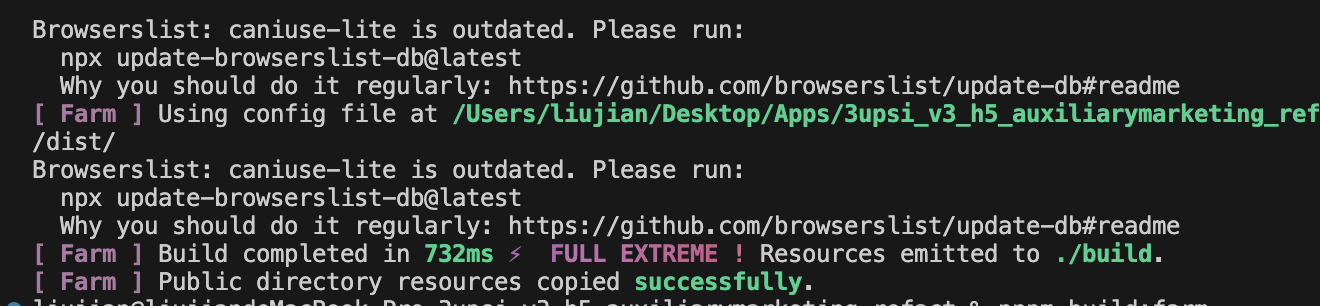 Browserslist: caniuse-lite is outdated. Please run:
npx update-browserslist-db@latest
Why you should do it regularly: https://github.com/browserslist/update-db#readme
[ Farm ] Using config file at /Users/liujian/Desktop/Apps/3upsi_v3_h5_auxiliarymarketing_ref
/dist/
Browserslist: caniuse-lite is outdated. Please run:
npx update-browserslist-db@latest
Why you should do it regularly: https://github.com/browserslist/update-db#readme
[ Farm ] Build completed in 732ms ⚡ FULL EXTREME ! Resources emitted to ./build.
[ Farm ] Public directory resources copied successfully.